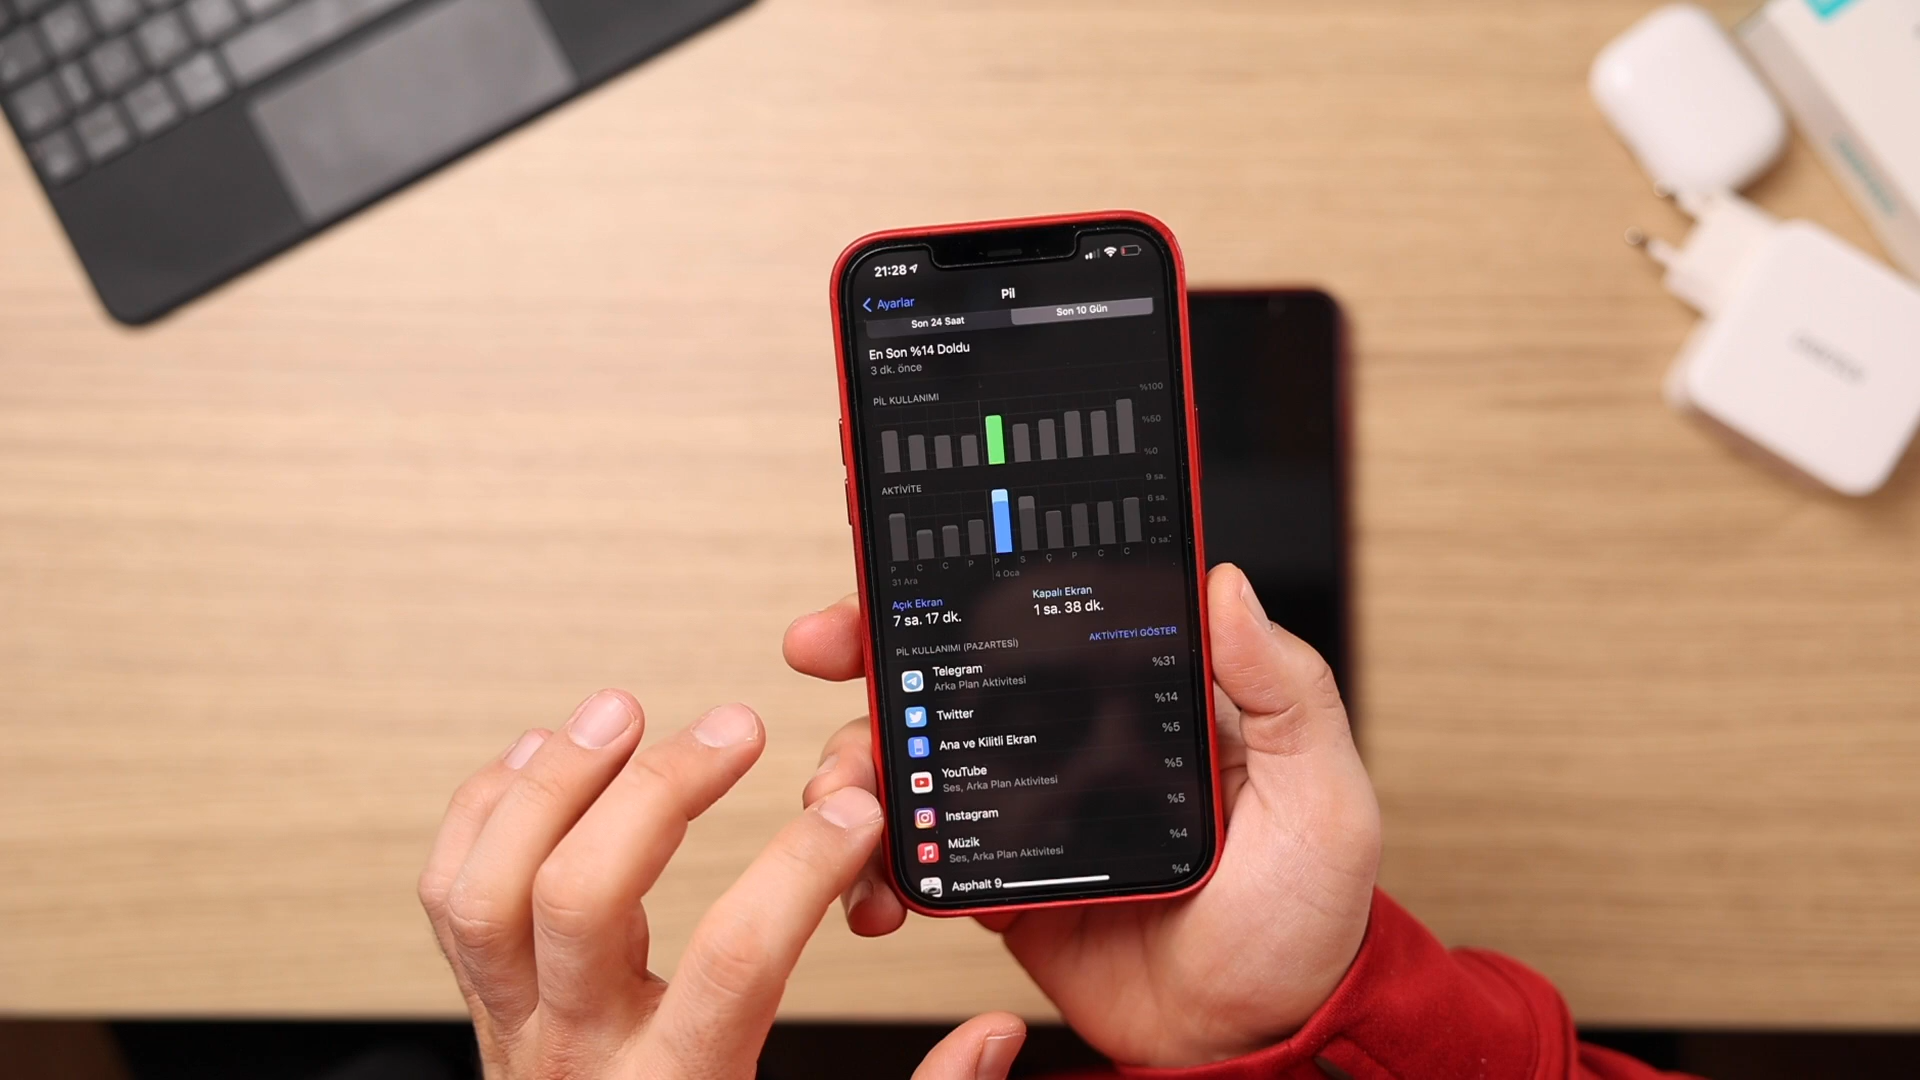 21:28
Ayarlar
Pil
Son 24 Saat
Son 10 Gün
En Son %14 Doldu
3 dk. önce
PİL KULLANIMI
%100
%50
%0
AKTİVİTE
9 sa.
6 sa.
3 sa.
0 sa.
P C C P P S Ç P C C
31 Ara
4 Oca
Açık Ekran
7 sa. 17 dk.
Kapalı Ekran
1 sa. 38 dk.
PİL KULLANIMI (PAZARTESİ)
AKTİVİTEYİ GÖSTER
Telegram
Arka Plan Aktivitesi
%31
Twitter
%14
Ana ve Kilitli Ekran
%5
YouTube
Ses, Arka Plan Aktivitesi
%5
Instagram
%5
Müzik
Ses, Arka Plan Aktivitesi
%4
Asphalt 9
%4